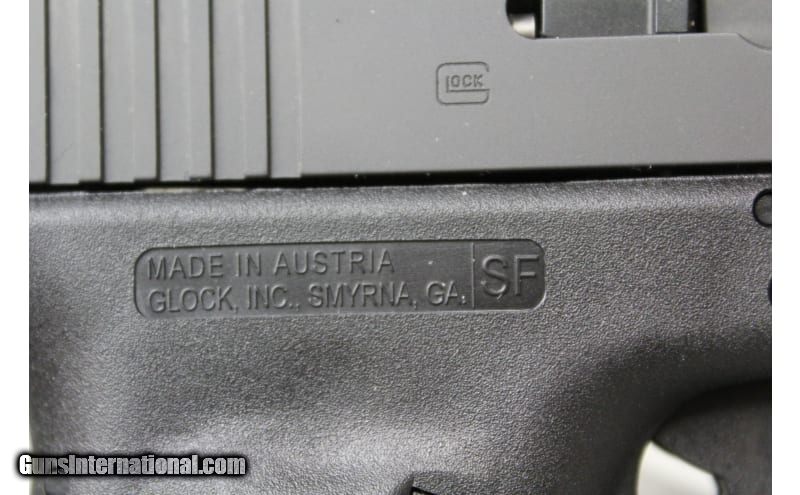 GLOCK
MADE IN AUSTRIA
GLOCK, INC., SMYRNA, GA.
SF
GunsInternational.com